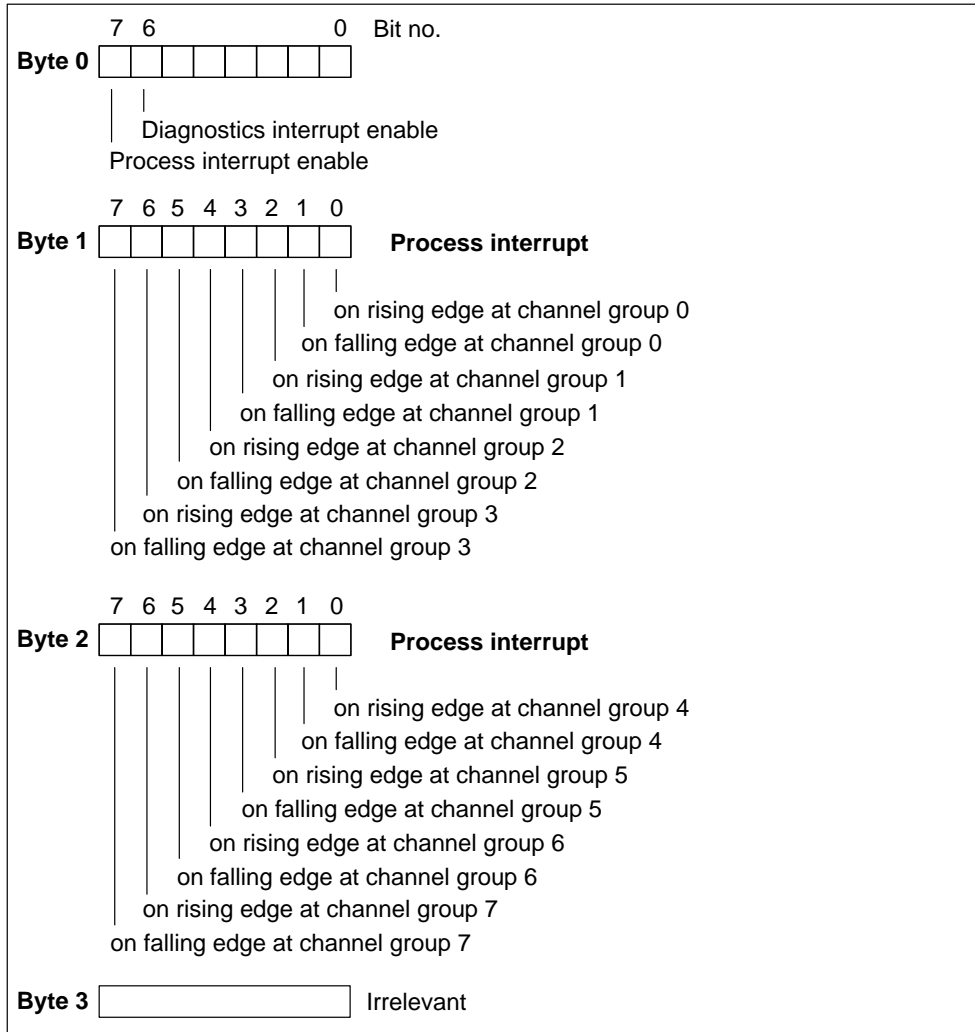 7 6 0 Bit no.
Byte 0
Diagnostics interrupt enable
Process interrupt enable
7 6 5 4 3 2 1 0
Byte 1 Process interrupt
on rising edge at channel group 0
on falling edge at channel group 0
on rising edge at channel group 1
on falling edge at channel group 1
on rising edge at channel group 2
on falling edge at channel group 2
on rising edge at channel group 3
on falling edge at channel group 3
7 6 5 4 3 2 1 0
Byte 2 Process interrupt
on rising edge at channel group 4
on falling edge at channel group 4
on rising edge at channel group 5
on falling edge at channel group 5
on rising edge at channel group 6
on falling edge at channel group 6
on rising edge at channel group 7
on falling edge at channel group 7
Byte 3 Irrelevant